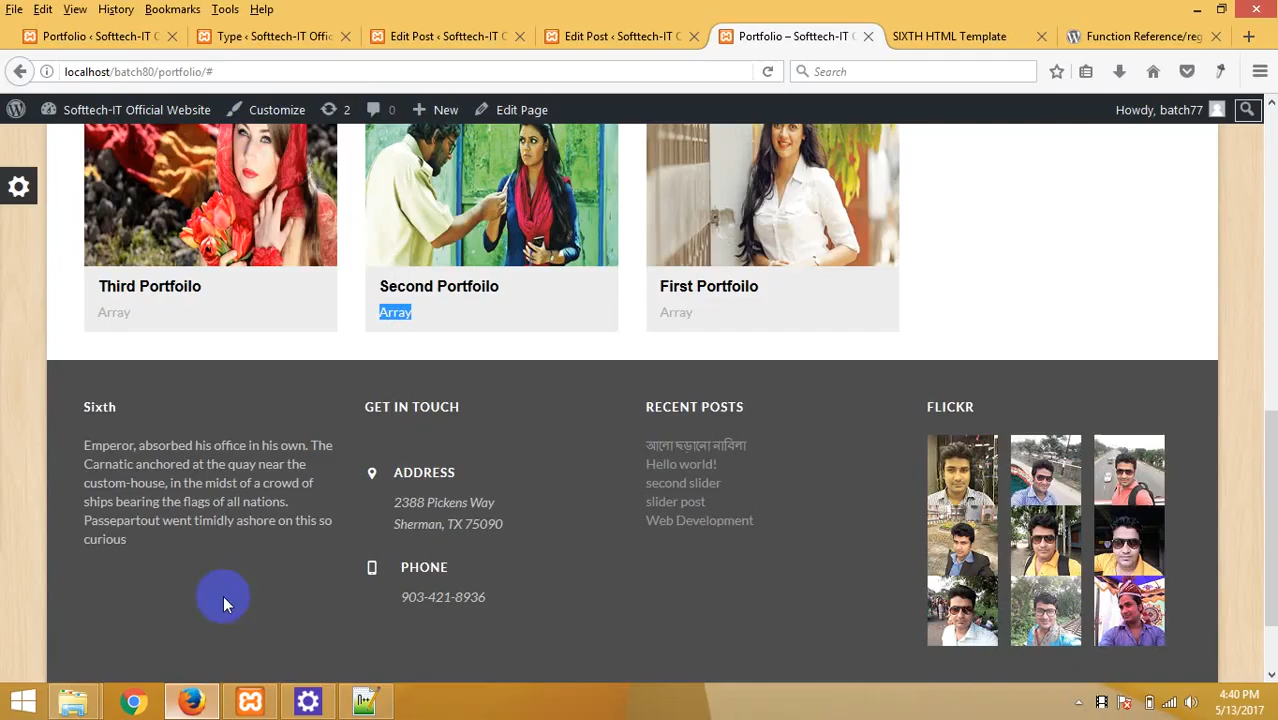 File Edit View History Bookmarks Tools Help
Portfolio ‹ Softtech-IT C
Type ‹ Softtech-IT Offic
Edit Post ‹ Softtech-IT C
Edit Post ‹ Softtech-IT C
Portfolio – Softtech-IT C
SIXTH HTML Template
Function Reference/reg
localhost/batch80/portfolio/#
Search
Softtech-IT Official Website Customize 2 0 New Edit Page Howdy, batch77
Third Portfoilo
Array
Second Portfoilo
Array
First Portfoilo
Array
Sixth
Emperor, absorbed his office in his own. The
Carnatic anchored at the quay near the
custom-house, in the midst of a crowd of
ships bearing the flags of all nations.
Passepartout went timidly ashore on this so
curious
GET IN TOUCH
ADDRESS
2388 Pickens Way
Sherman, TX 75090
PHONE
903-421-8936
RECENT POSTS
আলো ছড়ানো নাবিলা
Hello world!
second slider
slider post
Web Development
FLICKR
4:40 PM
5/13/2017